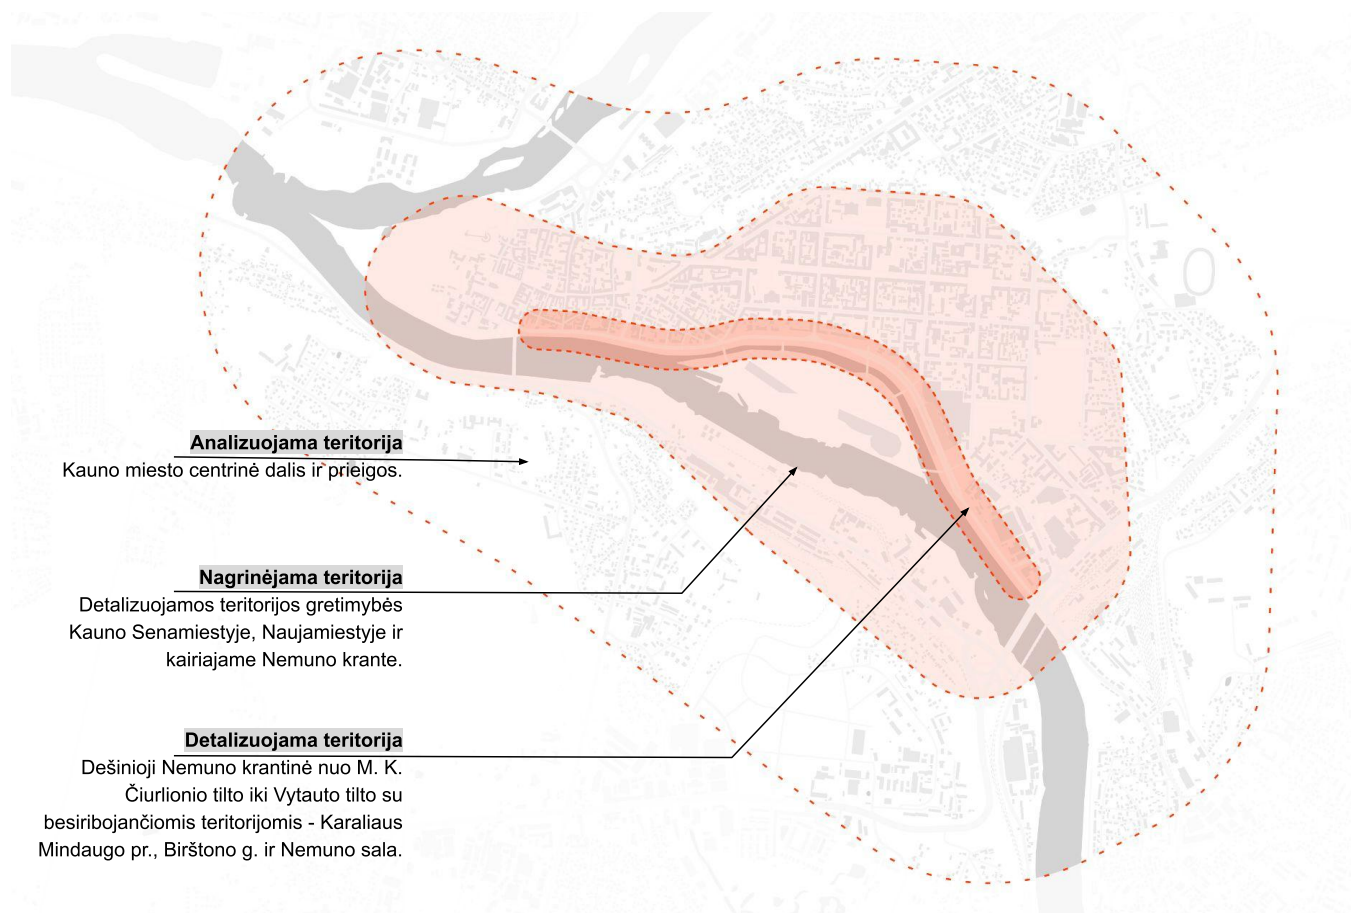 Analizuojama teritorija
Kauno miesto centrinė dalis ir prieigos.
Nagrinėjama teritorija
Detalizuojamos teritorijos gretimybės
Kauno Senamiestyje, Naujamiestyje ir
kairiajame Nemuno krante.
Detalizuojama teritorija
Dešinioji Nemuno krantinė nuo M. K.
Čiurlionio tilto iki Vytauto tilto su
besiribojančiomis teritorijomis - Karaliaus
Mindaugo pr., Birštono g. ir Nemuno sala.